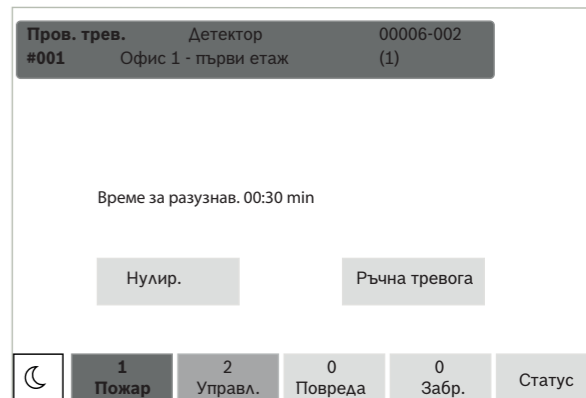 Пров. трев. Детектор 00006-002
#001 Офис 1 - първи етаж (1)
Време за разузнав. 00:30 min
Нулир. Ръчна тревога
1 2 0 0
Пожар Управл. Повреда Забр. Статус